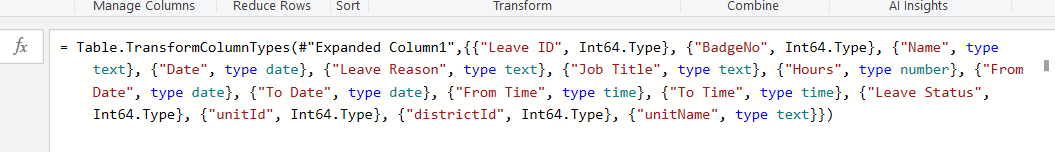 Manage Columns Reduce Rows Sort Transform Combine AI Insights
fx = Table.TransformColumnTypes(#"Expanded Column1",{{"Leave ID", Int64.Type}, {"BadgeNo", Int64.Type}, {"Name", type
text}, {"Date", type date}, {"Leave Reason", type text}, {"Job Title", type text}, {"Hours", type number}, {"From
Date", type date}, {"To Date", type date}, {"From Time", type time}, {"To Time", type time}, {"Leave Status",
Int64.Type}, {"unitId", Int64.Type}, {"districtId", Int64.Type}, {"unitName", type text}})